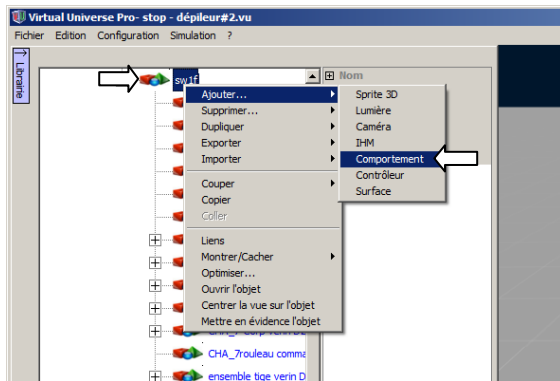 Virtual Universe Pro- stop - dépileur#2.vu
Fichier Edition Configuration Simulation ?
Librairie
sw1f
Nom
Ajouter...
Supprimer...
Dupliquer
Exporter
Importer
Couper
Copier
Coller
Liens
Montrer/Cacher
Optimiser...
Ouvrir l'objet
Centrer la vue sur l'objet
Mettre en évidence l'objet
Sprite 3D
Lumière
Caméra
IHM
Comportement
Contrôleur
Surface
CHA_7rouleau comma
ensemble tige verin D